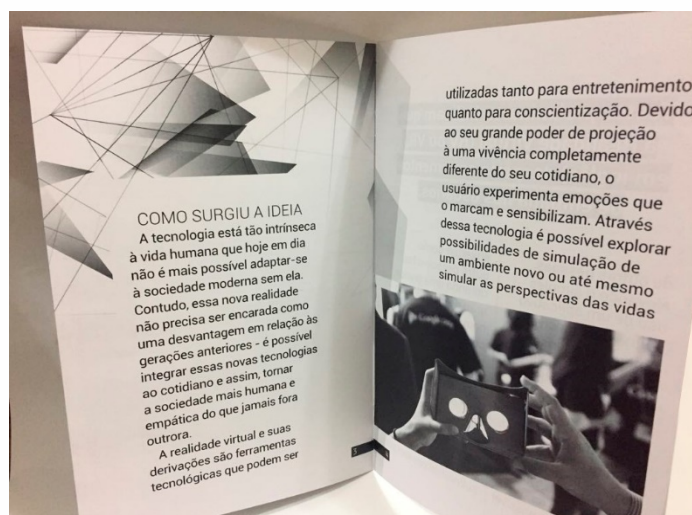 COMO SURGIU A IDEIA
A tecnologia está tão intrínseca
à vida humana que hoje em dia
não é mais possível adaptar-se
à sociedade moderna sem ela.
Contudo, essa nova realidade
não precisa ser encarada como
uma desvantagem em relação às
gerações anteriores - é possível
integrar essas novas tecnologias
ao cotidiano e assim, tornar
a sociedade mais humana e
empática do que jamais fora
outrora.
A realidade virtual e suas
derivações são ferramentas
tecnológicas que podem ser
utilizadas tanto para entretenimento
quanto para conscientização. Devido
ao seu grande poder de projeção
à uma vivência completamente
diferente do seu cotidiano, o
usuário experimenta emoções que
o marcam e sensibilizam. Através
dessa tecnologia é possível explorar
possibilidades de simulação de
um ambiente novo ou até mesmo
simular as perspectivas das vidas